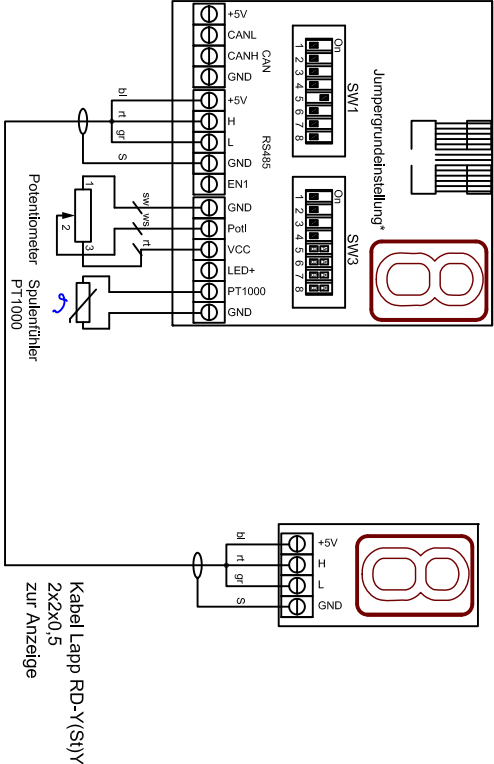 +5V
CANL
CANH
GND
CAN
+5V
H
L
GND
EN1
RS485
GND
Potl
VCC
LED+
PT1000
GND
bl
rt
gr
S
sw
ws
rt
1
2
3
Potentiometer
Spulenfühler
PT1000
On
1
2
3
4
5
6
7
8
SW1
Jumpergrundeinstellung*
On
1
2
3
4
5
6
7
8
SW3
+5V
H
L
GND
bl
rt
gr
S
Kabel Lapp RD-Y(St)Y
2x2x0,5
zur Anzeige